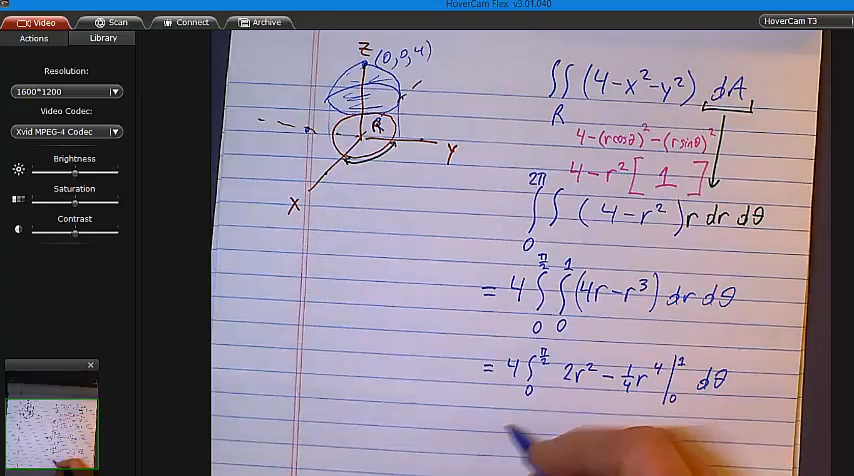 HoverCam Flex v3.01.040
Video
Scan
Connect
Archive
HoverCam T3
Actions
Library
Resolution:
1600*1200
Video Codec:
Xvid MPEG-4 Codec
Brightness
Saturation
Contrast
Z
(0,0,4)
R
Y
X
∬ (4-x²-y²) dA
R
4-(rcosθ)²-(rsinθ)²
4-r²[1]
∫₀^2π ∫ (4-r²) r dr dθ
= 4 ∫₀^π/2 ∫₀^1 (4r-r³) dr dθ
= 4 ∫₀^π/2 2r² - 1/4 r⁴ |₀^1 dθ